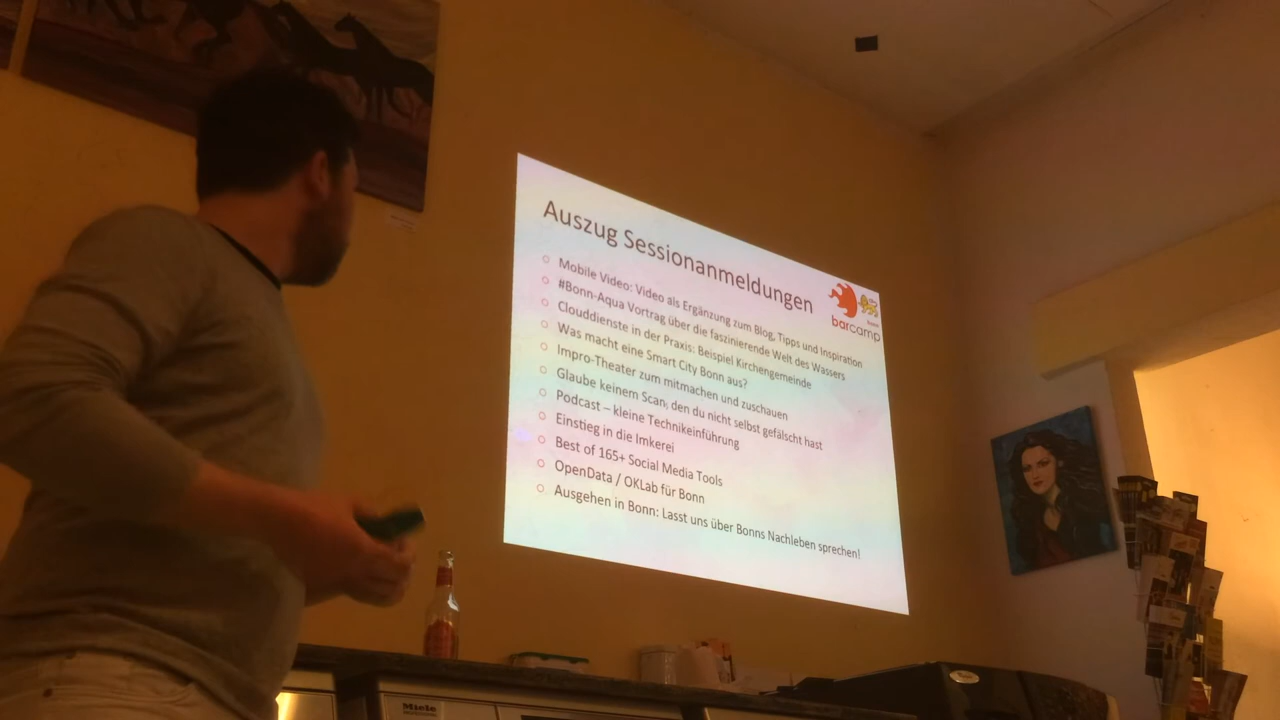 Auszug Sessionanmeldungen
Mobile Video: Video als Ergänzung zum Blog, Tipps und Inspiration
#Bonn-Aqua Vortrag über die faszinierende Welt des Wassers
Clouddienste in der Praxis: Beispiel Kirchengemeinde
Was macht eine Smart City Bonn aus?
Impro-Theater zum mitmachen und zuschauen
Glaube keinem Scan, den du nicht selbst gefälscht hast
Podcast – kleine Technikeinführung
Einstieg in die Imkerei
Best of 165+ Social Media Tools
OpenData / OKLab für Bonn
Ausgehen in Bonn: Lasst uns über Bonns Nachleben sprechen!
barcamp
Miele